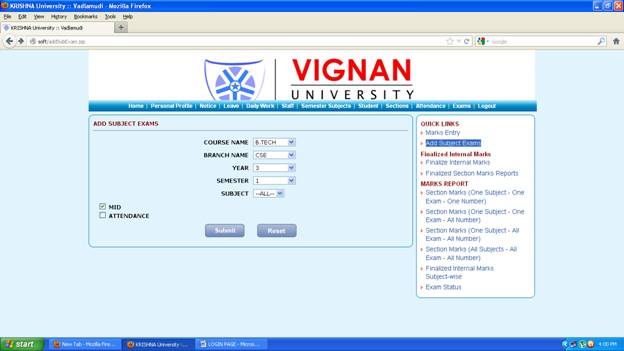 KRISHNA University :: Vadlamudi - Mozilla Firefox
File Edit View History Bookmarks Tools Help
KRISHNA University :: Vadlamudi
soft/addSubExam.jsp
Google
VIGNAN
UNIVERSITY
Home | Personal Profile | Notice | Leave | Daily Work | Staff | Semester Subjects | Student | Sections | Attendance | Exams | Logout
ADD SUBJECT EXAMS
COURSE NAME B.TECH
BRANCH NAME CSE
YEAR 3
SEMESTER 1
SUBJECT --ALL--
MID
ATTENDANCE
Submit Reset
QUICK LINKS
Marks Entry
Add Subject Exams
Finalized Internal Marks
Finalize Internal Marks
Finalized Section Marks Reports
MARKS REPORT
Section Marks (One Subject - One
Exam - One Number)
Section Marks (One Subject - One
Exam - All Number)
Section Marks (One Subject - All
Exam - All Number)
Section Marks (All Subjects - All
Exam - All Number)
Finalized Internal Marks
Subject-wise
Exam Status
start
New Tab - Mozilla Fire...
KRISHNA University :...
LOGIN PAGE - Micros...
4:00 PM